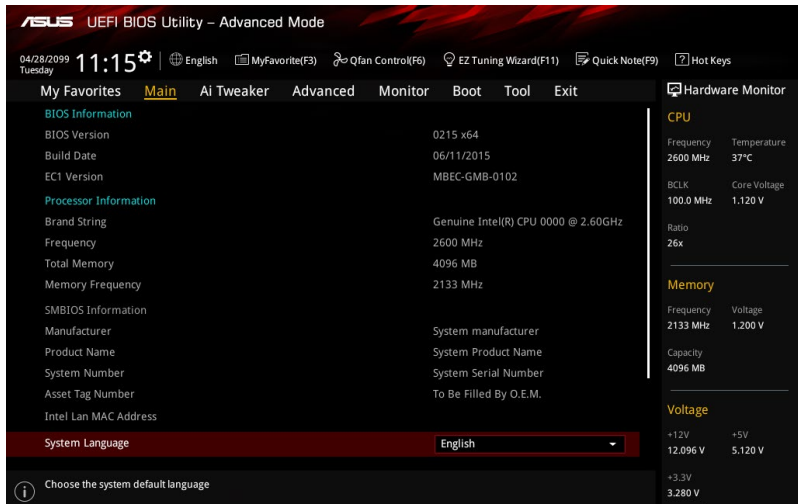 ASUS UEFI BIOS Utility – Advanced Mode
04/28/2099
Tuesday
11:15
English
MyFavorite(F3)
Qfan Control(F6)
EZ Tuning Wizard(F11)
Quick Note(F9)
? Hot Keys
My Favorites Main Ai Tweaker Advanced Monitor Boot Tool Exit
BIOS Information
BIOS Version 0215 x64
Build Date 06/11/2015
EC1 Version MBEC-GMB-0102
Processor Information
Brand String Genuine Intel(R) CPU 0000 @ 2.60GHz
Frequency 2600 MHz
Total Memory 4096 MB
Memory Frequency 2133 MHz
SMBIOS Information
Manufacturer System manufacturer
Product Name System Product Name
System Number System Serial Number
Asset Tag Number To Be Filled By O.E.M.
Intel Lan MAC Address
System Language English
Choose the system default language
Hardware Monitor
CPU
Frequency Temperature
2600 MHz 37°C
BCLK Core Voltage
100.0 MHz 1.120 V
Ratio
26x
Memory
Frequency Voltage
2133 MHz 1.200 V
Capacity
4096 MB
Voltage
+12V +5V
12.096 V 5.120 V
+3.3V
3.280 V